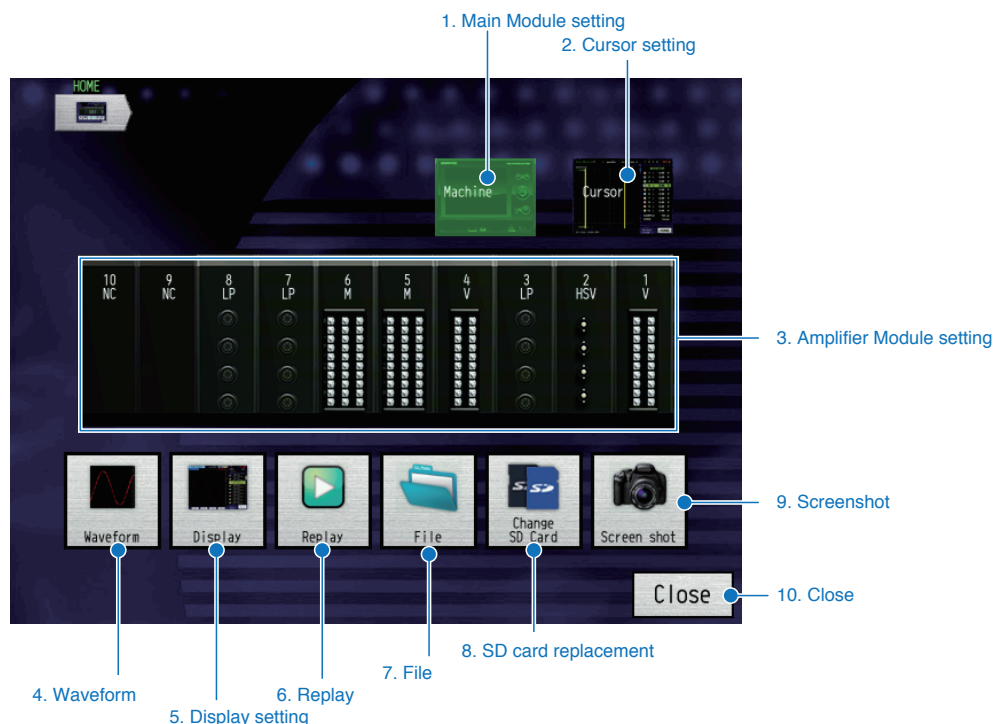 1. Main Module setting
2. Cursor setting
HOME
Machine
Cursor
10 9 8 7 6 5 4 3 2 1
NC NC LP LP M M V LP HSV V
3. Amplifier Module setting
Waveform
Display
Replay
File
Change
SD Card
Screen shot
9. Screenshot
Close
10. Close
8. SD card replacement
7. File
6. Replay
4. Waveform
5. Display setting